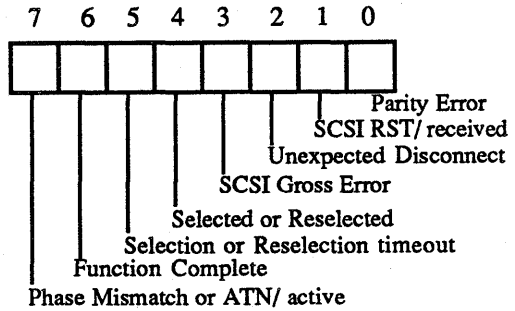 7 6 5 4 3 2 1 0
Parity Error
SCSI RST/ received
Unexpected Disconnect
SCSI Gross Error
Selected or Reselected
Selection or Reselection timeout
Function Complete
Phase Mismatch or ATN/ active